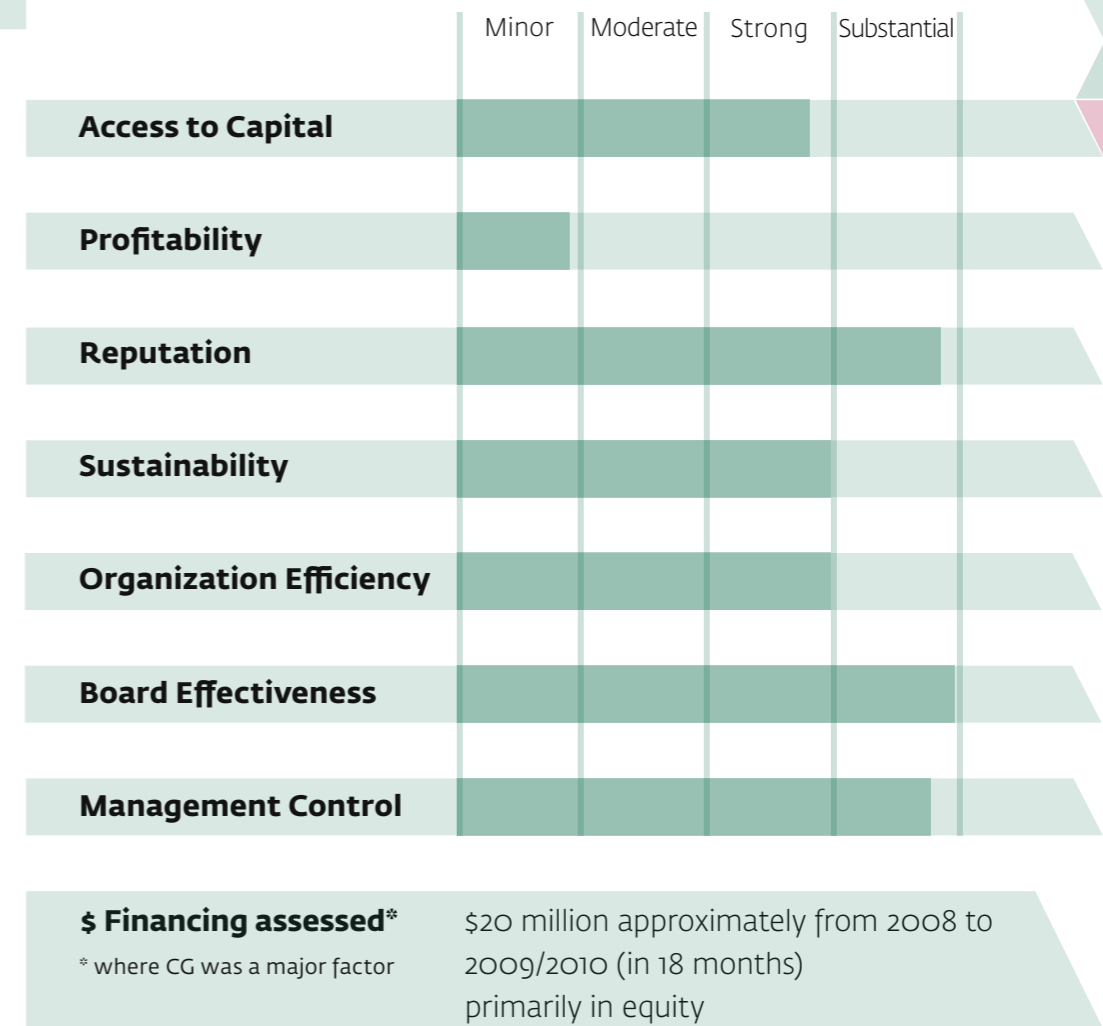 Minor Moderate Strong Substantial
Access to Capital
Profitability
Reputation
Sustainability
Organization Efficiency
Board Effectiveness
Management Control
$ Financing assessed*
* where CG was a major factor
$20 million approximately from 2008 to
2009/2010 (in 18 months)
primarily in equity